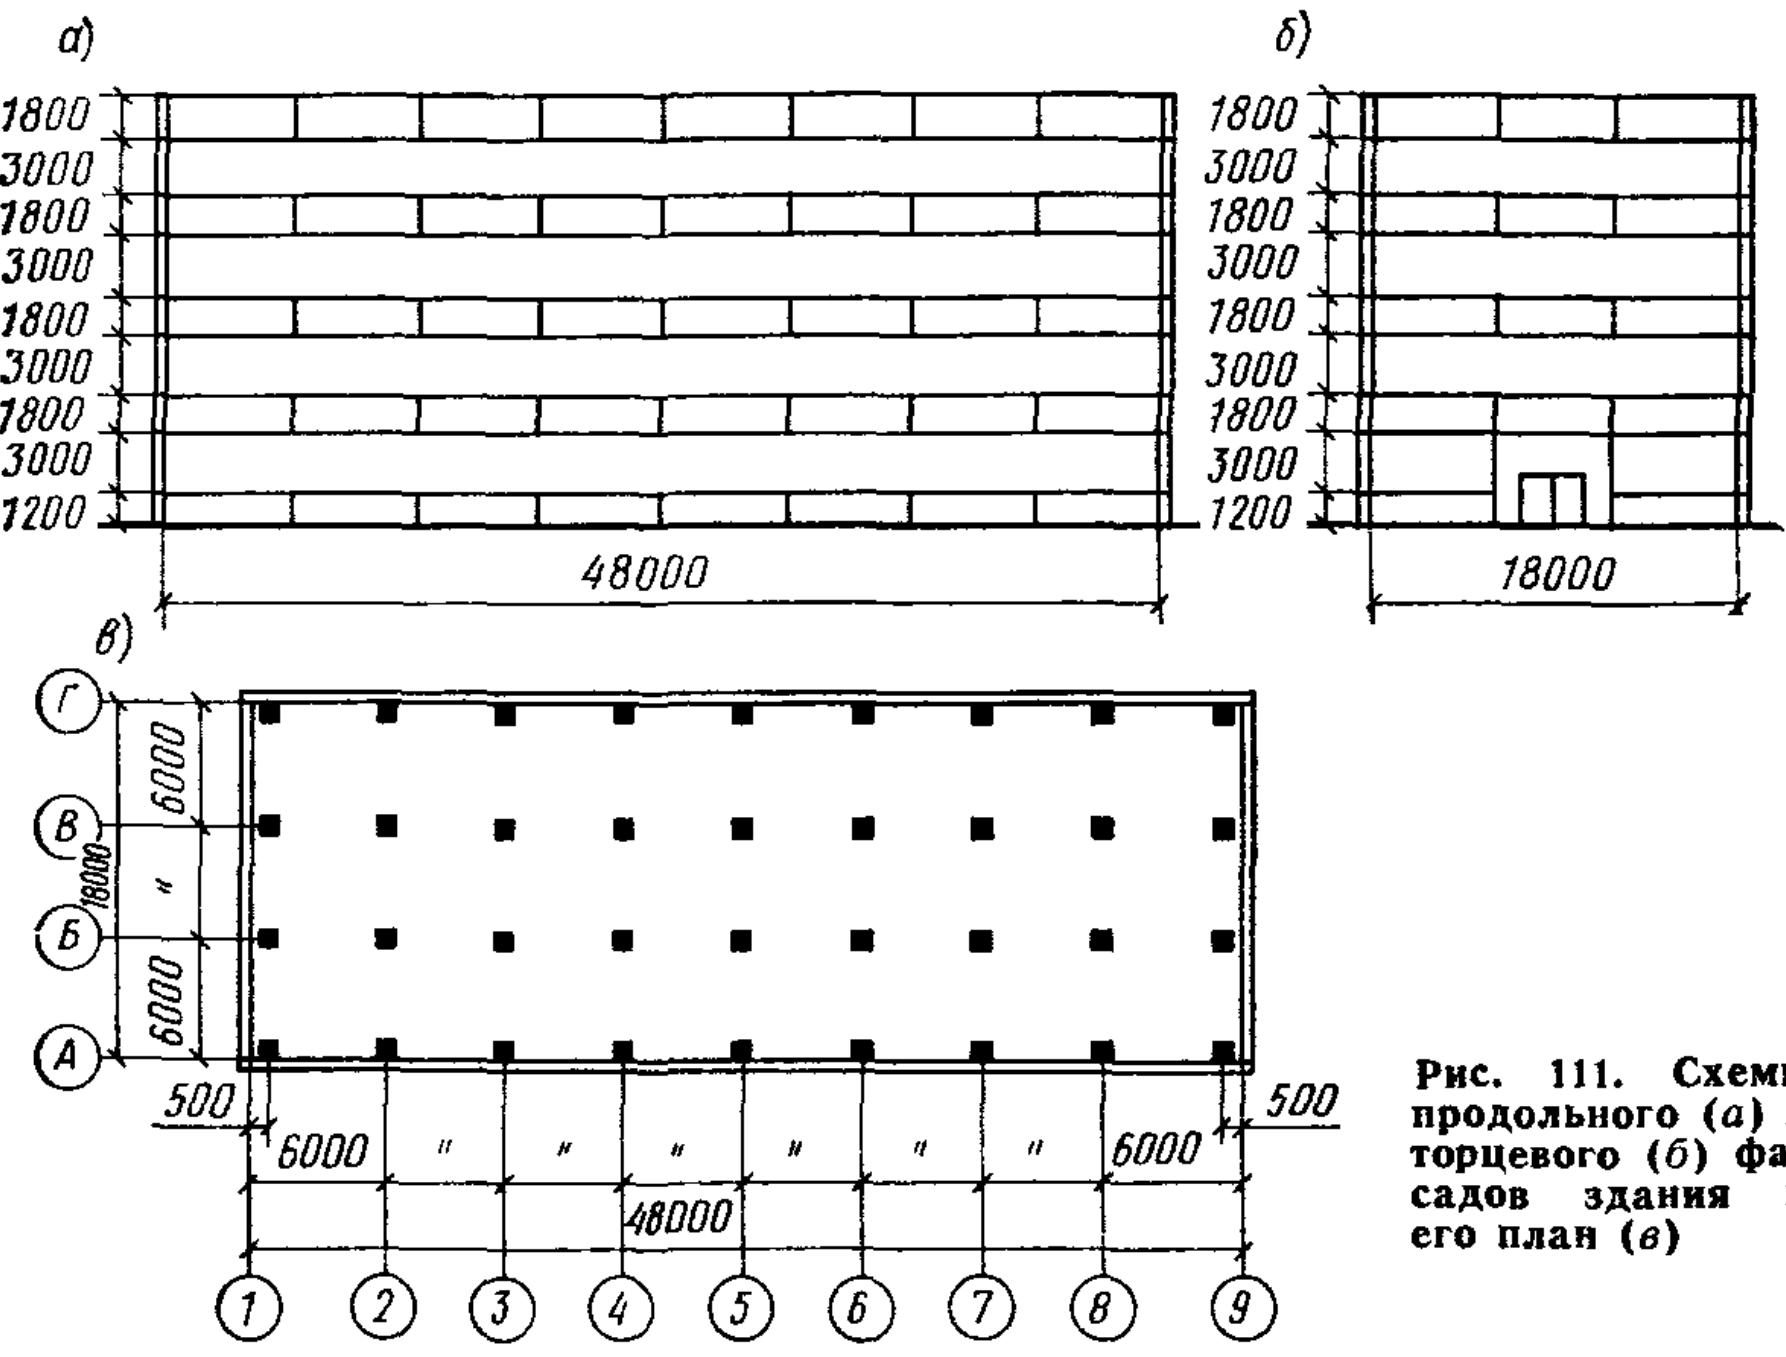 а)
1800
3000
1800
3000
1800
3000
1800
3000
1200
48000
б)
1800
3000
1800
3000
1800
3000
1800
3000
1200
18000
в)
Г
В
Б
А
6000
"
6000
18000
500
500
6000 " " " " " " 6000
48000
1 2 3 4 5 6 7 8 9
Рис. 111. Схем
продольного (а)
торцевого (б) фа
садов здания
его план (в)